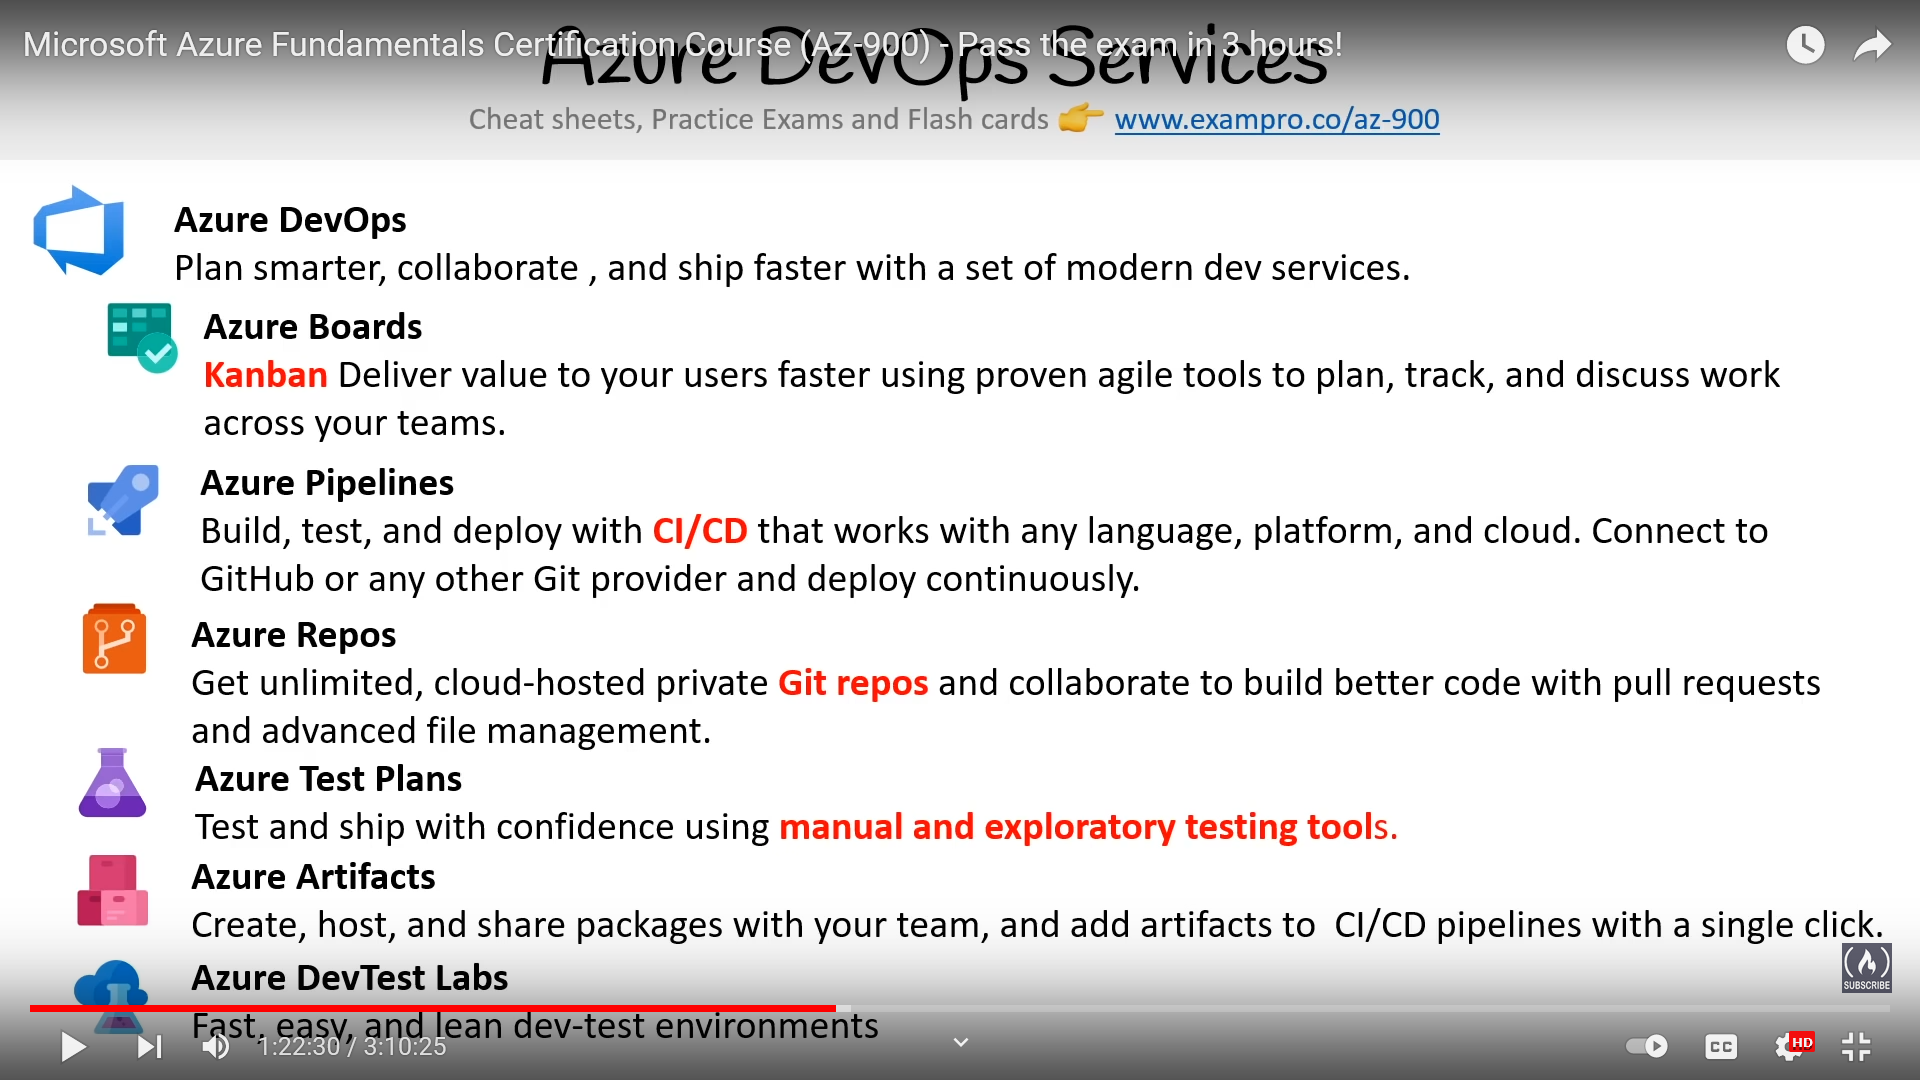 Microsoft Azure Fundamentals Certification Course (AZ-900) - Pass the exam in 3 hours!
Azure DevOps Services
Cheat sheets, Practice Exams and Flash cards 👉 www.exampro.co/az-900
Azure DevOps
Plan smarter, collaborate , and ship faster with a set of modern dev services.
Azure Boards
Kanban Deliver value to your users faster using proven agile tools to plan, track, and discuss work
across your teams.
Azure Pipelines
Build, test, and deploy with CI/CD that works with any language, platform, and cloud. Connect to
GitHub or any other Git provider and deploy continuously.
Azure Repos
Get unlimited, cloud-hosted private Git repos and collaborate to build better code with pull requests
and advanced file management.
Azure Test Plans
Test and ship with confidence using manual and exploratory testing tools.
Azure Artifacts
Create, host, and share packages with your team, and add artifacts to  CI/CD pipelines with a single click.
SUBSCRIBE
Azure DevTest Labs
Fast, easy, and lean dev-test environments
1:22:30 / 3:10:25
CC
HD